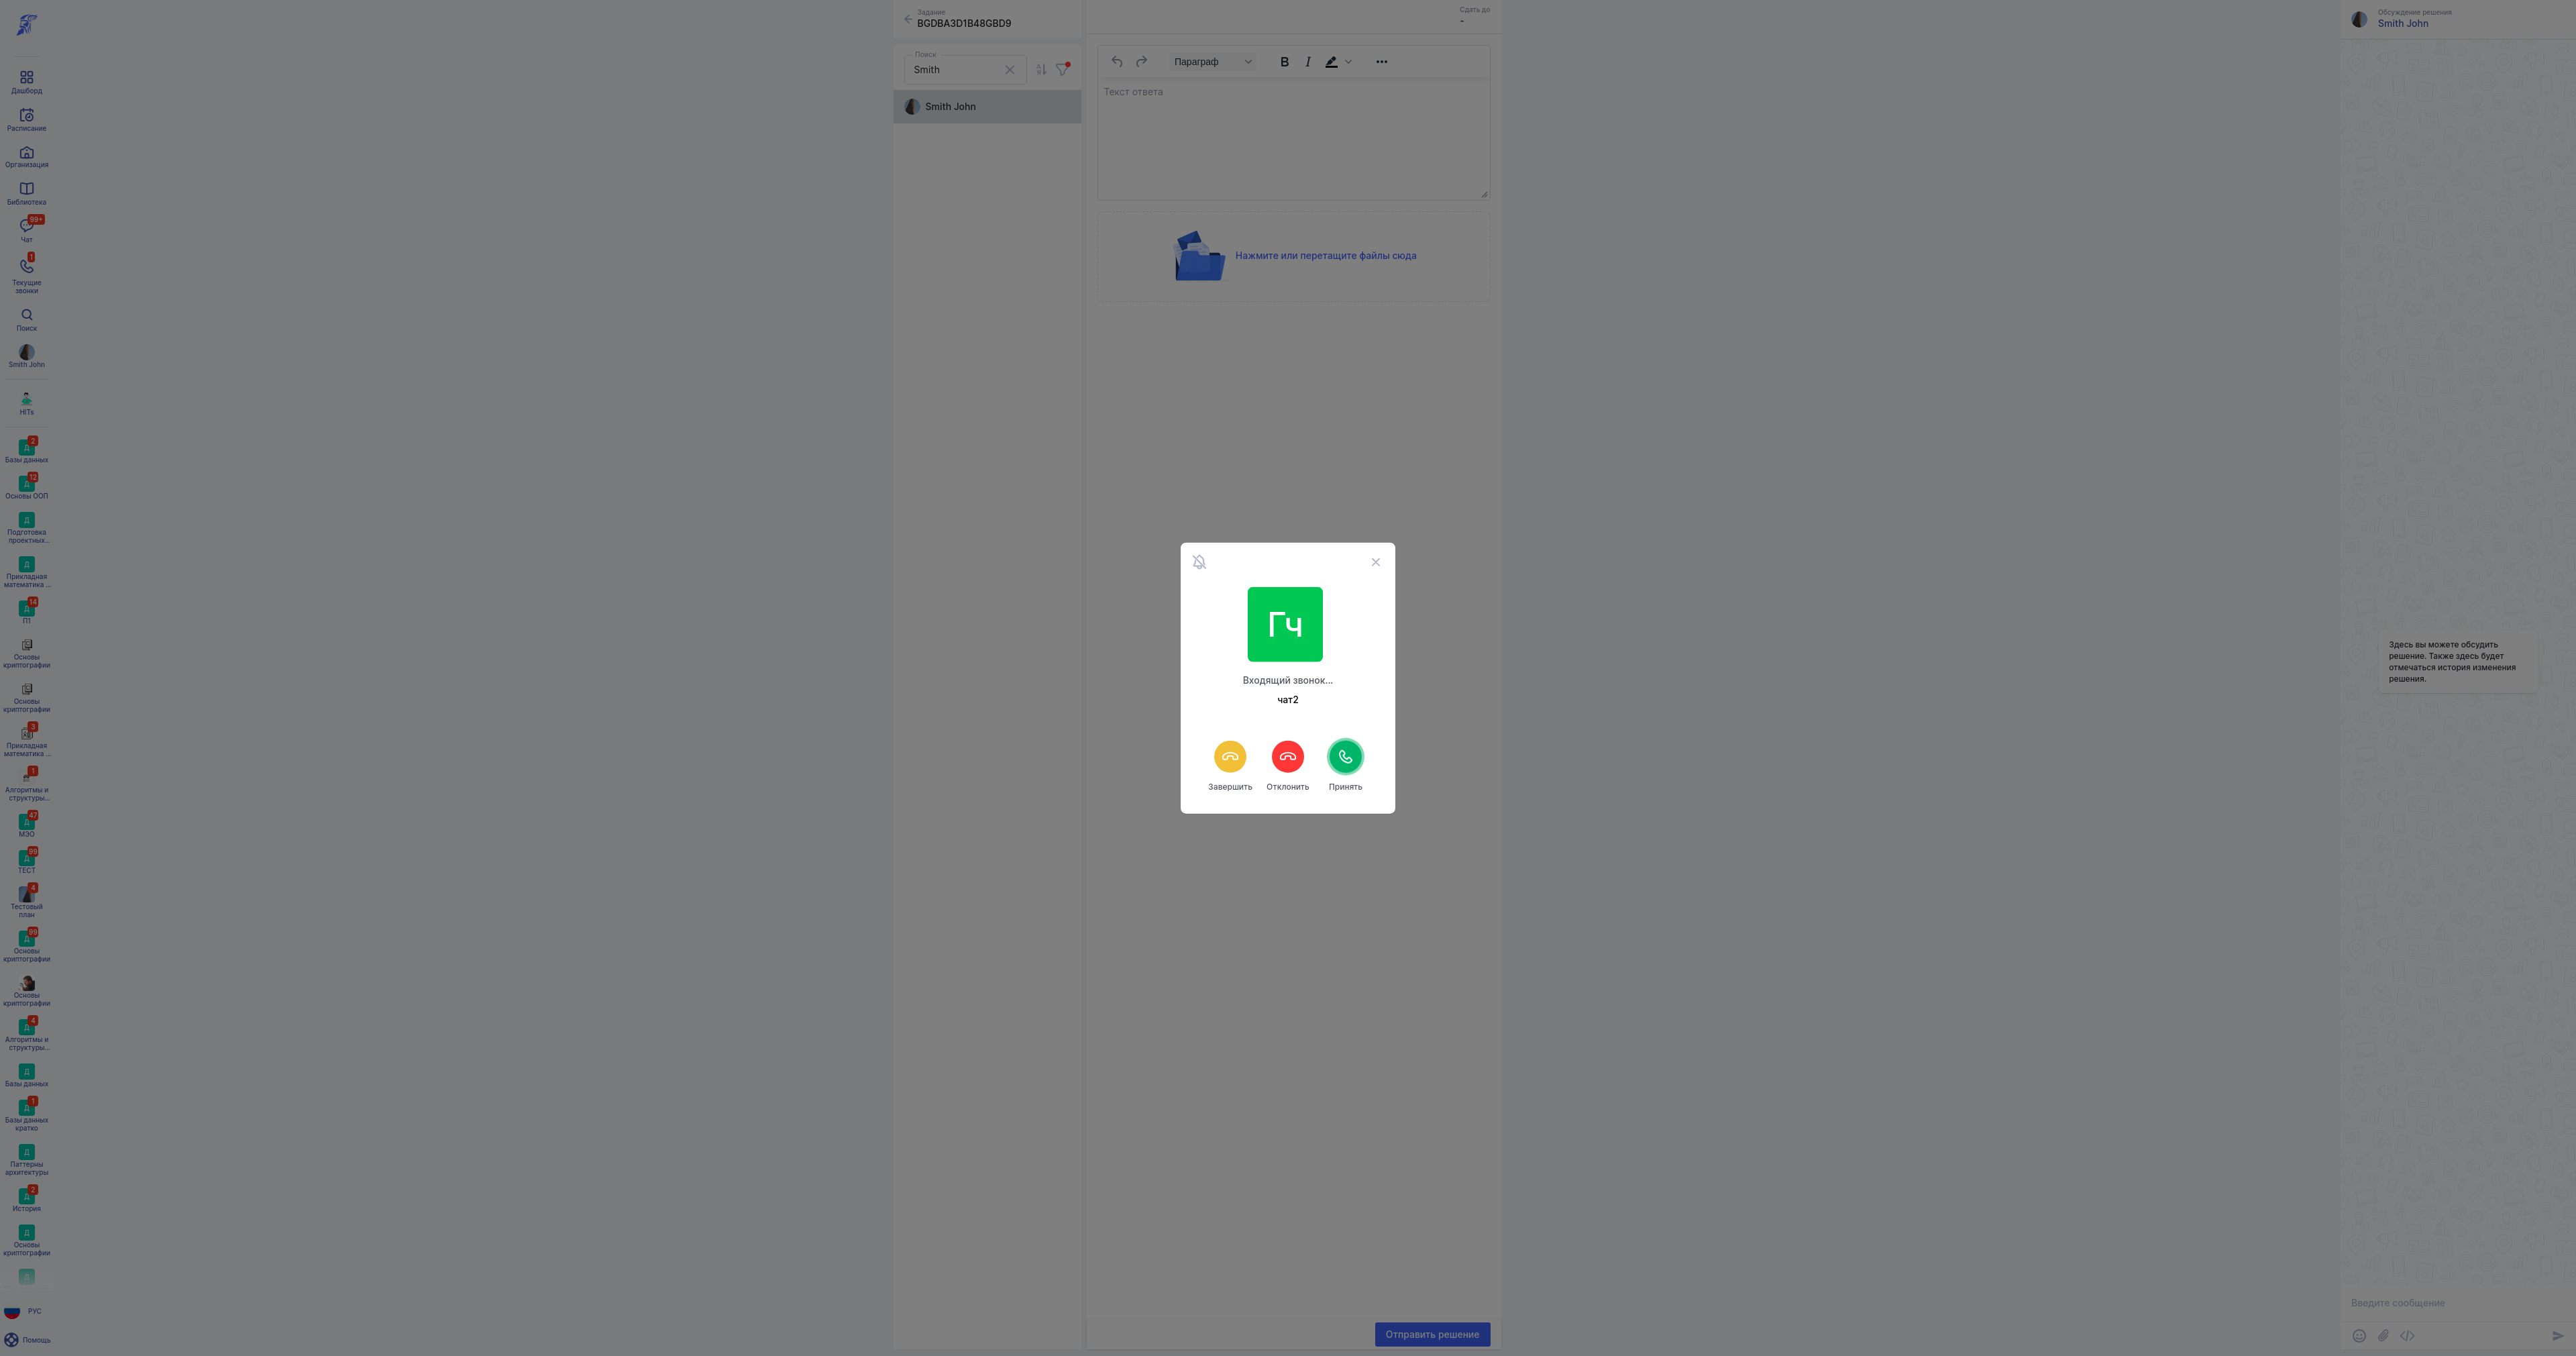 Дашборд
Расписание
Организация
Библиотека
99+
Чат
1
Текущие
звонки
Поиск
Smith John
HITs
2
Д
Базы данных
12
Д
Основы ООП
Д
Подготовка
проектных...
Д
Прикладная
математика ...
14
Д
П1
Основы
криптографии
Основы
криптографии
3
Прикладная
математика ...
1
Алгоритмы и
структуры...
47
Д
МЭО
99
Д
ТЕСТ
4
Тестовый
план
99
Д
Основы
криптографии
Основы
криптографии
4
Д
Алгоритмы и
структуры...
Д
Базы данных
1
Д
Базы данных
кратко
Д
Паттерны
архитектуры
2
Д
История
Д
Основы
криптографии
Д
РУС
Помощь
Задание
BGDBA3D1B48GBD9
Поиск
Smith
Smith John
Сдать до
-
Параграф
B I
Текст ответа
Нажмите или перетащите файлы сюда
Гч
Входящий звонок...
чат2
Завершить
Отклонить
Принять
Отправить решение
Обсуждение решения
Smith John
Здесь вы можете обсудить
решение. Также здесь будет
отмечаться история изменения
решения.
Введите сообщение